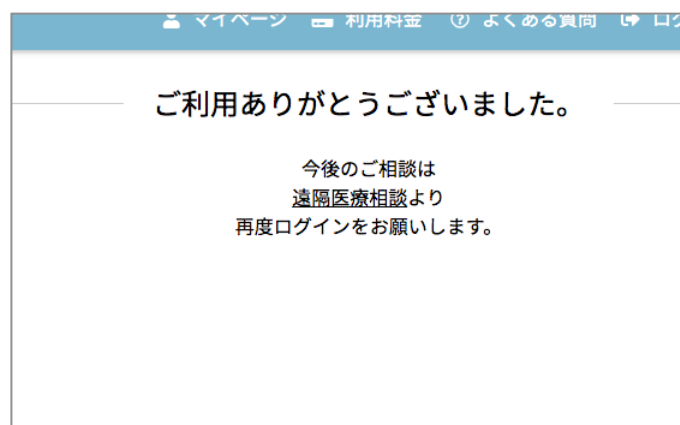 マイページ 利用料金 よくある質問 ログ
ご利用ありがとうございました。
今後のご相談は
遠隔医療相談より
再度ログインをお願いします。